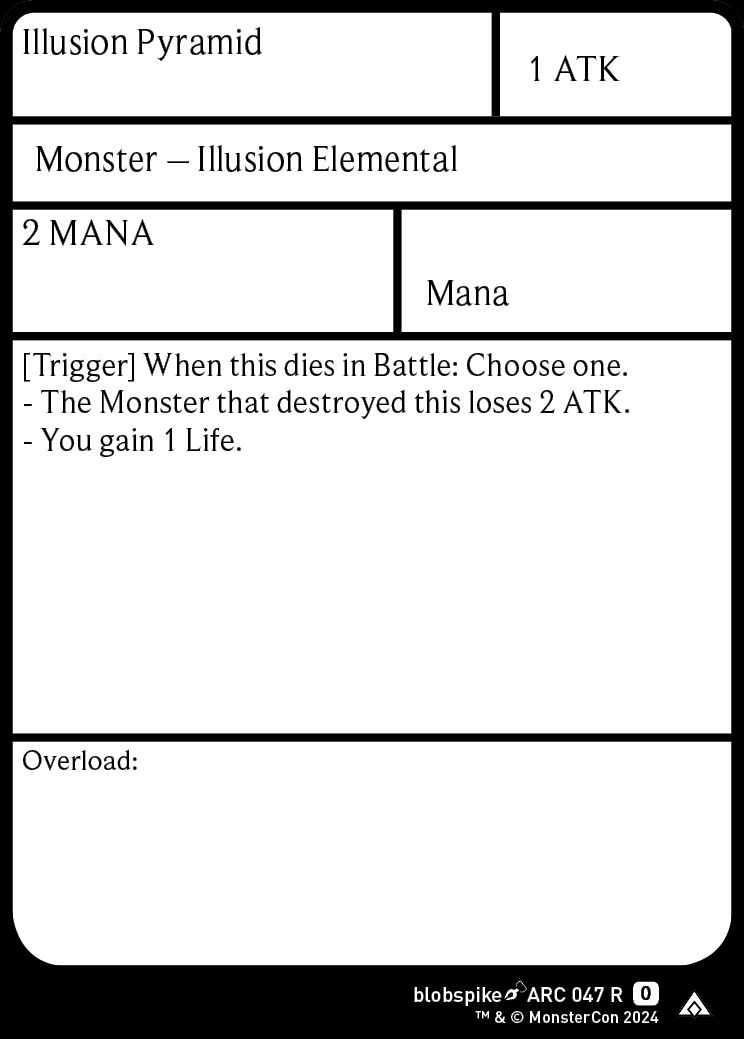 Illusion Pyramid
1 ATK
Monster – Illusion Elemental
2 MANA
Mana
[Trigger] When this dies in Battle: Choose one.
- The Monster that destroyed this loses 2 ATK.
- You gain 1 Life.
Overload:
blobspike ARC 047 R 0
™ & © MonsterCon 2024